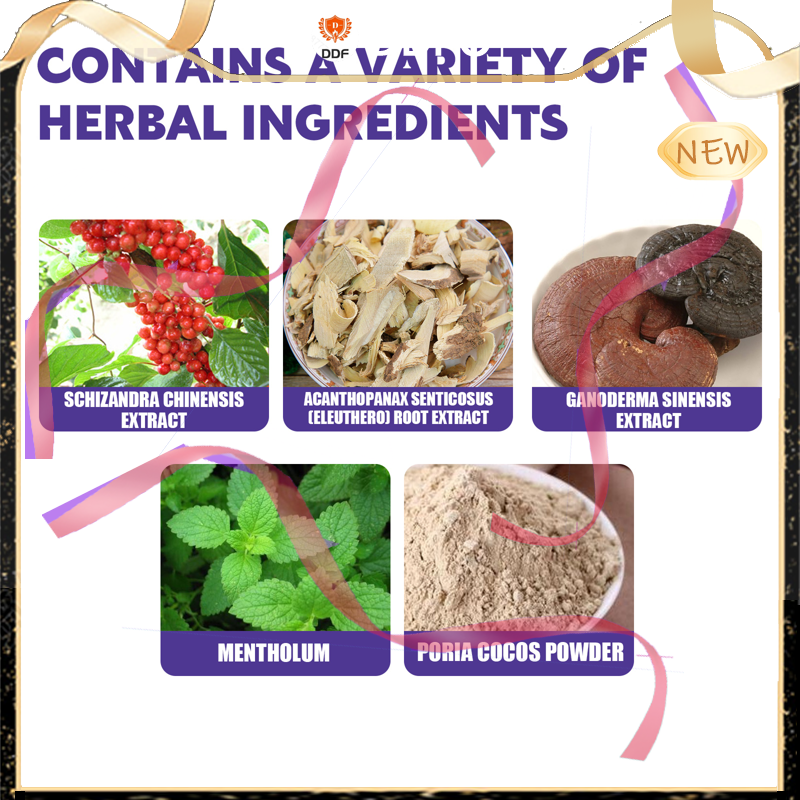 DDF
CONTAINS A VARIETY OF
HERBAL INGREDIENTS
NEW
SCHIZANDRA CHINENSIS
EXTRACT
ACANTHOPANAX SENTICOSUS
(ELEUTHERO) ROOT EXTRACT
GANODERMA SINENSIS
EXTRACT
MENTHOLUM
PORIA COCOS POWDER